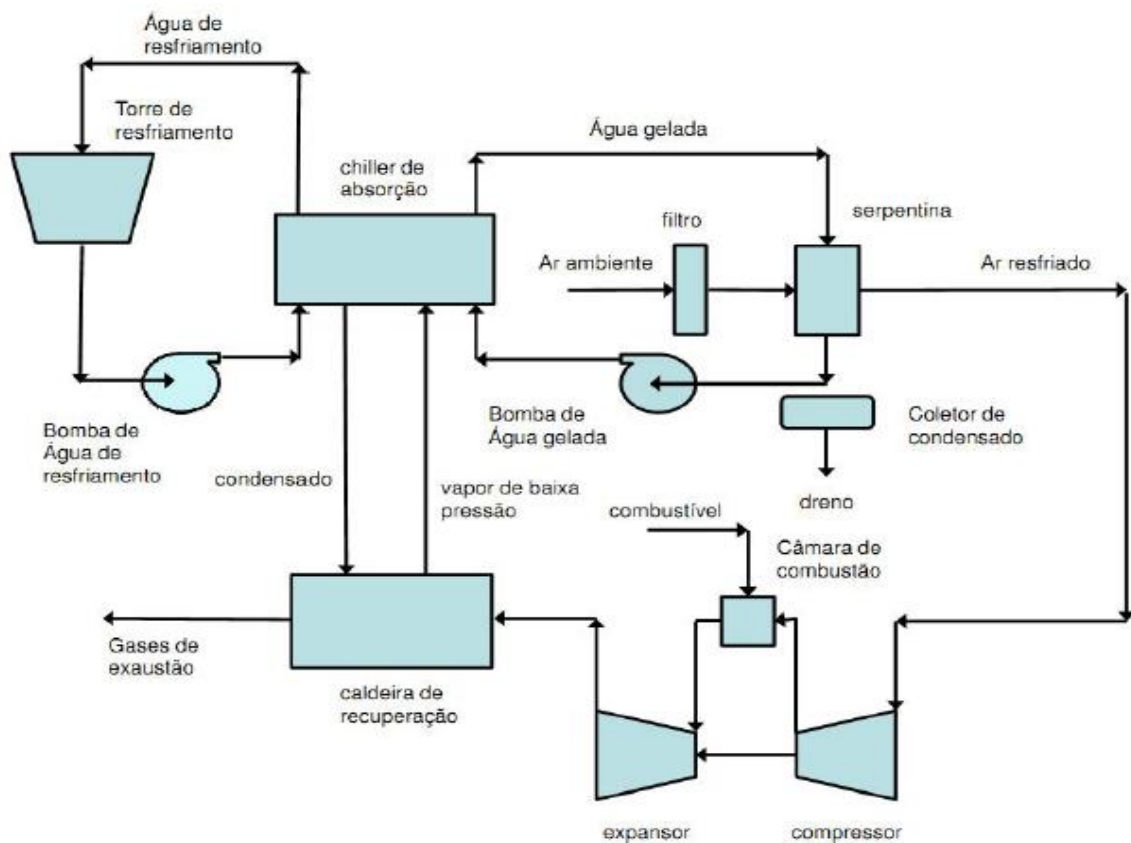 Água de
resfriamento
Torre de
resfriamento
Água gelada
chiller de
absorção
filtro
serpentina
Ar ambiente
Ar resfriado
Bomba de
Água de
resfriamento
Bomba de
Água gelada
Coletor de
condensado
condensado
vapor de baixa
pressão
dreno
combustível
Câmara de
combustão
Gases de
exaustão
caldeira de
recuperação
expansor
compressor